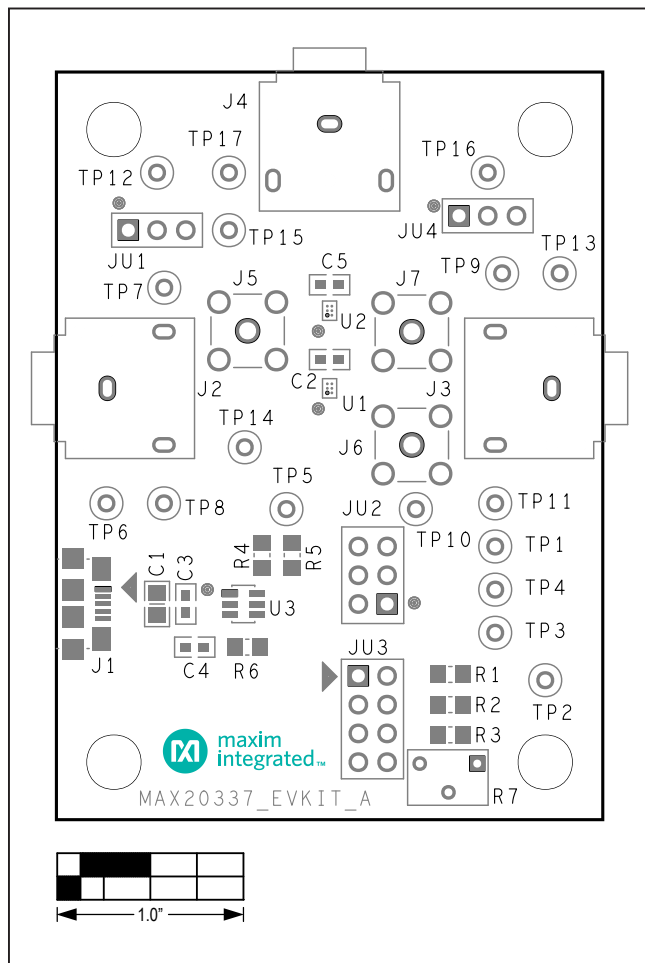 J4
TP17
TP12
TP16
TP15
JU1
JU4
TP13
TP9
TP7
J5
C5
J7
U2
J2
C2
J3
U1
TP14
J6
TP5
JU2
TP6
TP8
TP10
TP11
TP1
TP4
TP3
C1
C3
R4
R5
U3
J1
C4
R6
JU3
R1
R2
R3
TP2
maxim
integrated™
MAX20337_EVKIT_A
R7
1.0”